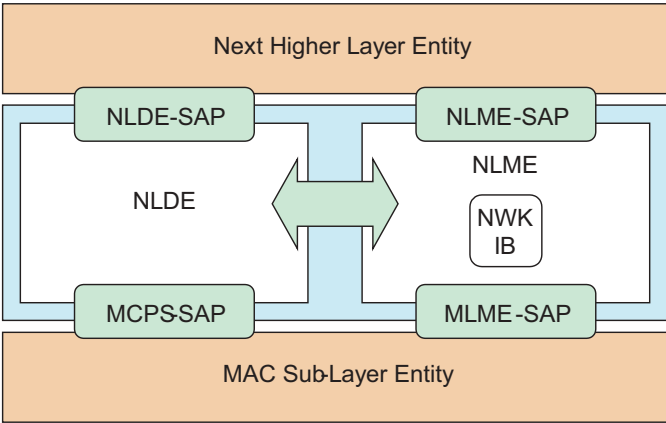 Next Higher Layer Entity
NLDE-SAP
NLME-SAP
NLME
NLDE
NWK
IB
MCPS-SAP
MLME-SAP
MAC Sub-Layer Entity